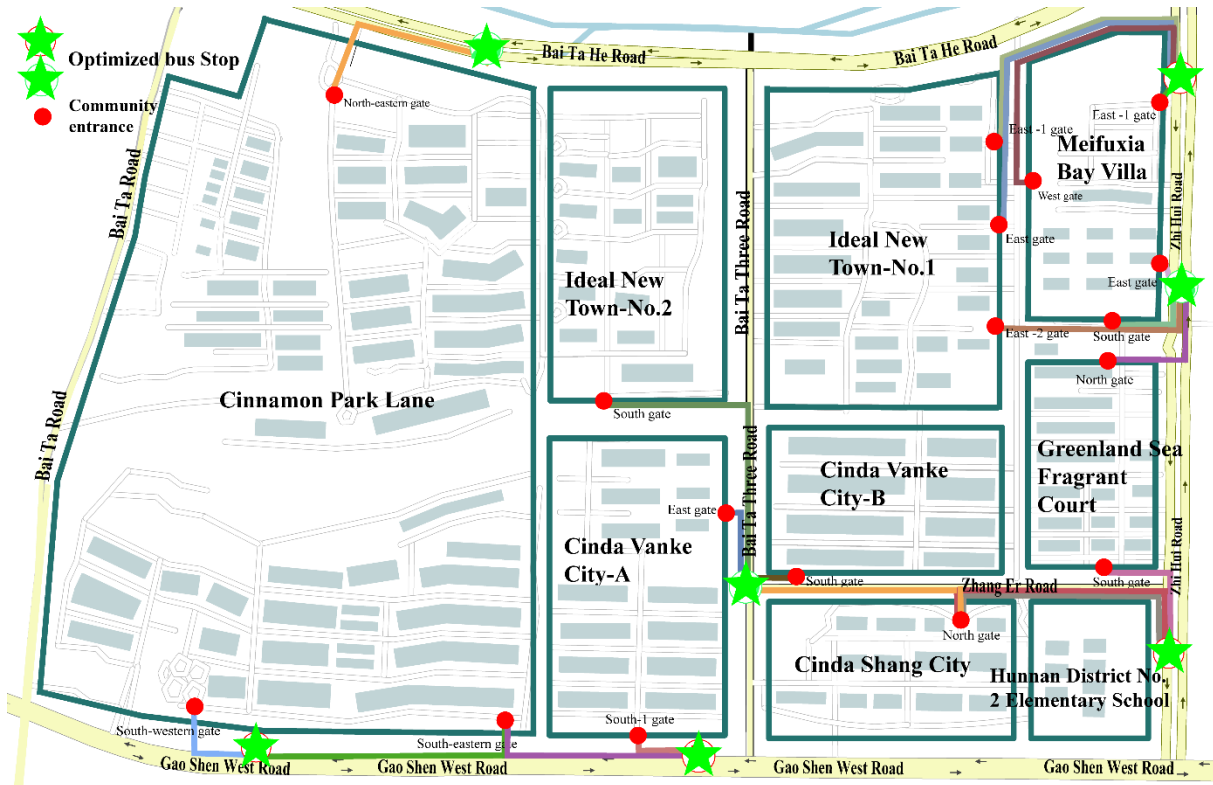 Optimized bus Stop
Community
entrance
Bai Ta He Road
Bai Ta He Road
North-eastern gate
East -1 gate
East -1 gate
Meifuxia
Bay Villa
West gate
Bai Ta Road
Bai Ta Three Road
Zhi Hui Road
Ideal New
Town-No.1
East gate
Ideal New
Town-No.2
East gate
East -2 gate
South gate
North gate
Cinnamon Park Lane
South gate
Bai Ta Road
Greenland Sea
Fragrant
Court
Cinda Vanke
City-B
East gate
Bai Ta Three Road
Cinda Vanke
City-A
South gate
South gate
Zhi Hui Road
Zhang Er Road
North gate
Cinda Shang City
Hunnan District No.
2 Elementary School
South-western gate
South-eastern gate
South-1 gate
Gao Shen West Road
Gao Shen West Road
Gao Shen West Road
Gao Shen West Road